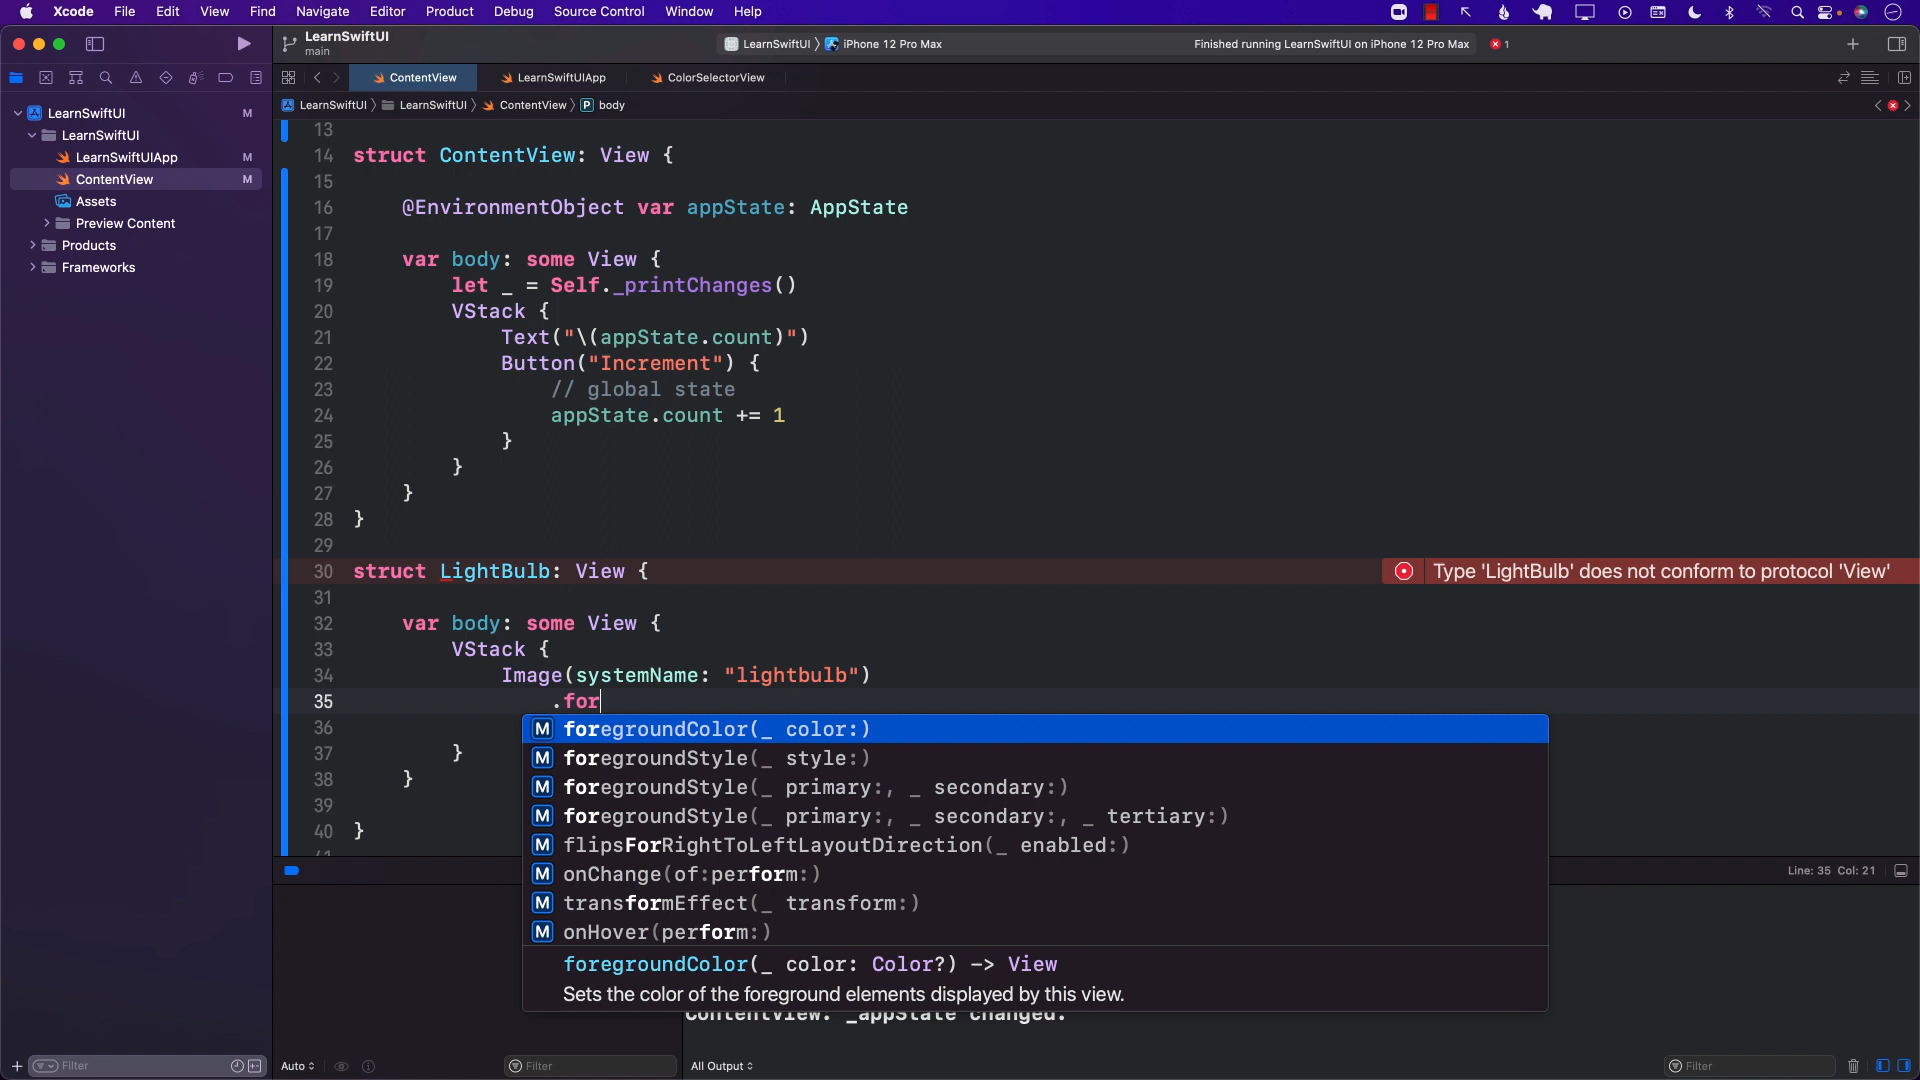 Xcode File Edit View Find Navigate Editor Product Debug Source Control Window Help
LearnSwiftUI
main
LearnSwiftUI 〉 iPhone 12 Pro Max
Finished running LearnSwiftUI on iPhone 12 Pro Max
1
ContentView LearnSwiftUIApp ColorSelectorView
LearnSwiftUI 〉 LearnSwiftUI 〉 ContentView 〉 P body
LearnSwiftUI M
LearnSwiftUI
LearnSwiftUIApp M
ContentView M
Assets
Preview Content
Products
Frameworks
13
14 struct ContentView: View {
15
16 @EnvironmentObject var appState: AppState
17
18 var body: some View {
19 let _ = Self._printChanges()
20 VStack {
21 Text("\(appState.count)")
22 Button("Increment") {
23 // global state
24 appState.count += 1
25 }
26 }
27 }
28 }
29
30 struct LightBulb: View {
Type 'LightBulb' does not conform to protocol 'View'
31
32 var body: some View {
33 VStack {
34 Image(systemName: "lightbulb")
35 .for
36
37 }
38 }
39
40 }
41
M foregroundColor(_ color:)
M foregroundStyle(_ style:)
M foregroundStyle(_ primary:, _ secondary:)
M foregroundStyle(_ primary:, _ secondary:, _ tertiary:)
M flipsForRightToLeftLayoutDirection(_ enabled:)
M onChange(of:perform:)
M transformEffect(_ transform:)
M onHover(perform:)
foregroundColor(_ color: Color?) -> View
Sets the color of the foreground elements displayed by this view.
Line: 35 Col: 21
ContentView: _appState changed.
Filter
Auto
Filter
All Output
Filter